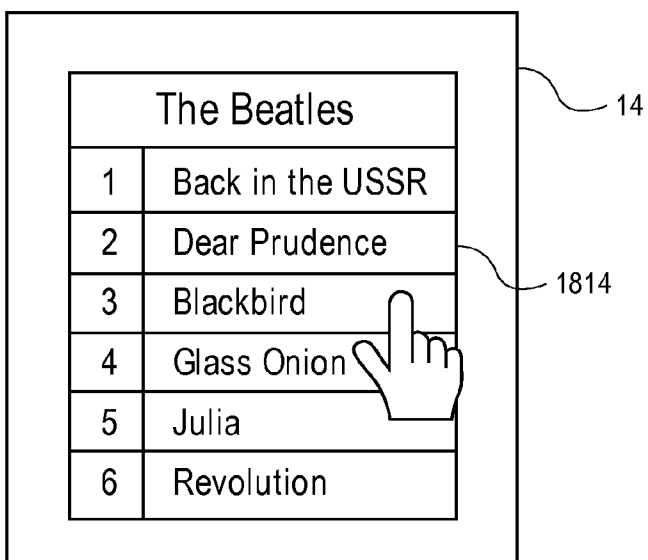 The Beatles
14
1 Back in the USSR
2 Dear Prudence
1814
3 Blackbird
4 Glass Onion
5 Julia
6 Revolution